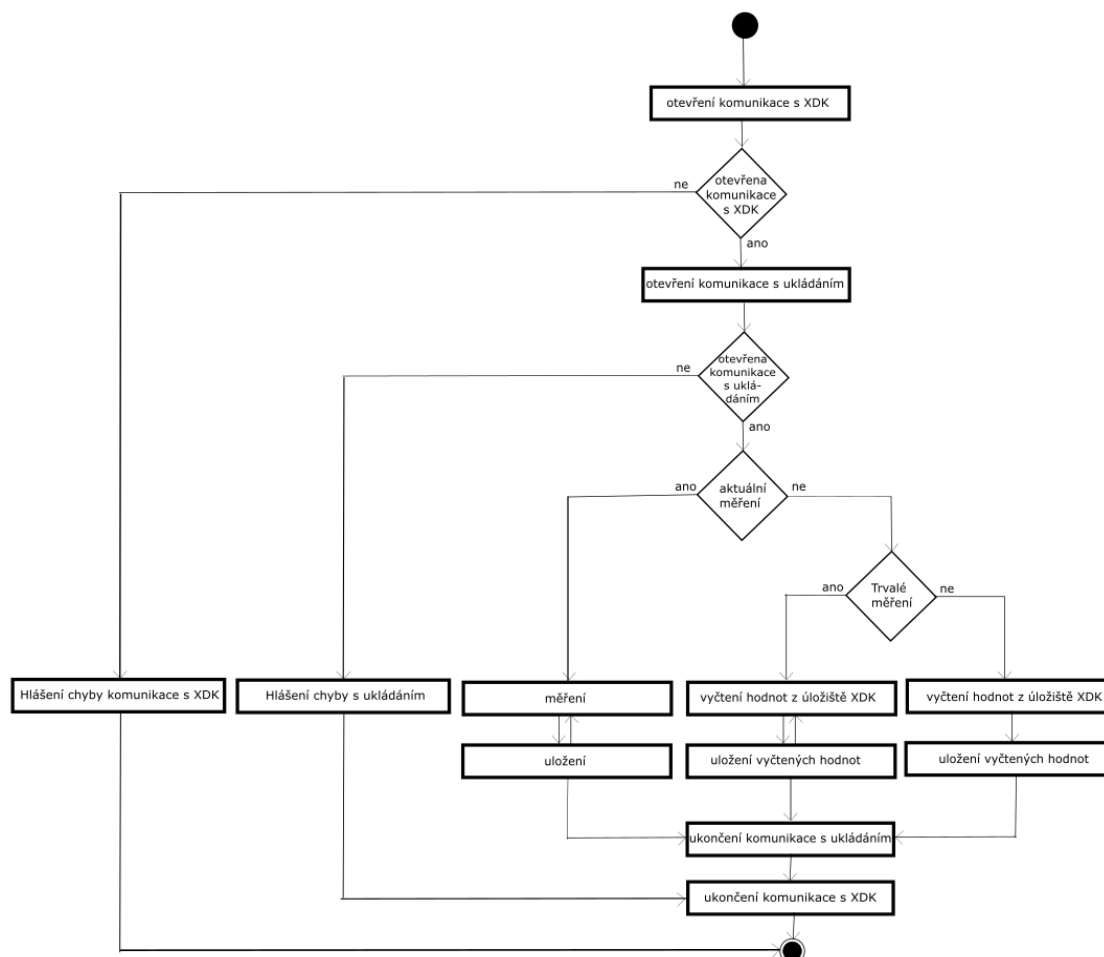 otevření komunikace s XDK
otevřena
komunikace
s XDK
ne
ano
otevření komunikace s ukládáním
otevřena
komunikace
s uklá-
dáním
ne
ano
aktuální
měření
ano
ne
Trvalé
měření
ano
ne
Hlášení chyby komunikace s XDK
Hlášení chyby s ukládáním
měření
vyčtení hodnot z úložiště XDK
vyčtení hodnot z úložiště XDK
uložení
uložení vyčtených hodnot
uložení vyčtených hodnot
ukončení komunikace s ukládáním
ukončení komunikace s XDK